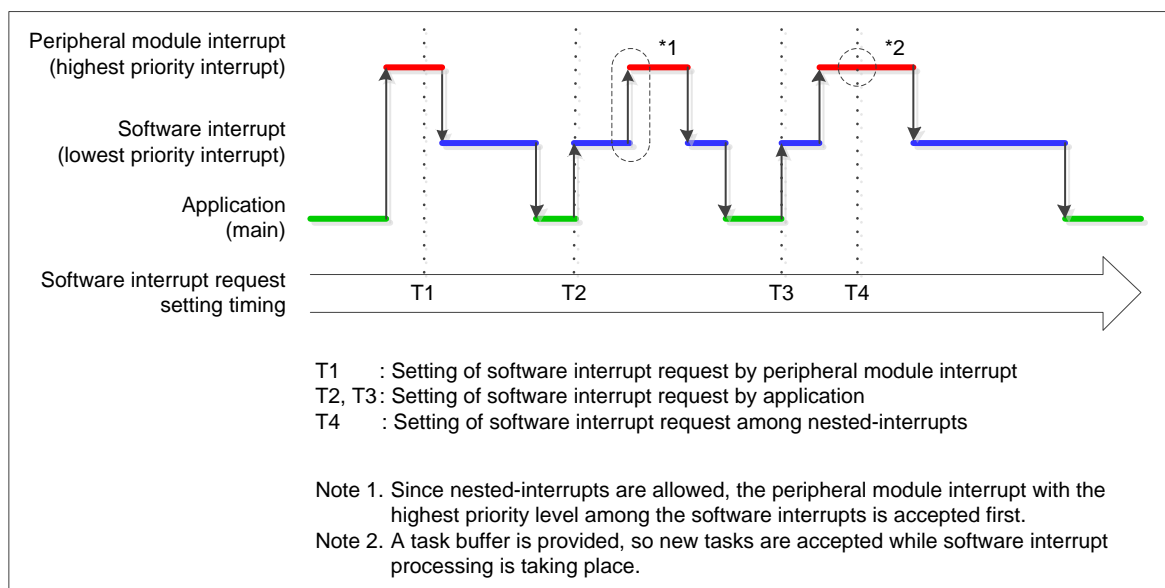 Peripheral module interrupt
(highest priority interrupt)
*1
*2
Software interrupt
(lowest priority interrupt)
Application
(main)
Software interrupt request
setting timing
T1
T2
T3
T4
T1 : Setting of software interrupt request by peripheral module interrupt
T2, T3 : Setting of software interrupt request by application
T4 : Setting of software interrupt request among nested-interrupts
Note 1. Since nested-interrupts are allowed, the peripheral module interrupt with the
highest priority level among the software interrupts is accepted first.
Note 2. A task buffer is provided, so new tasks are accepted while software interrupt
processing is taking place.